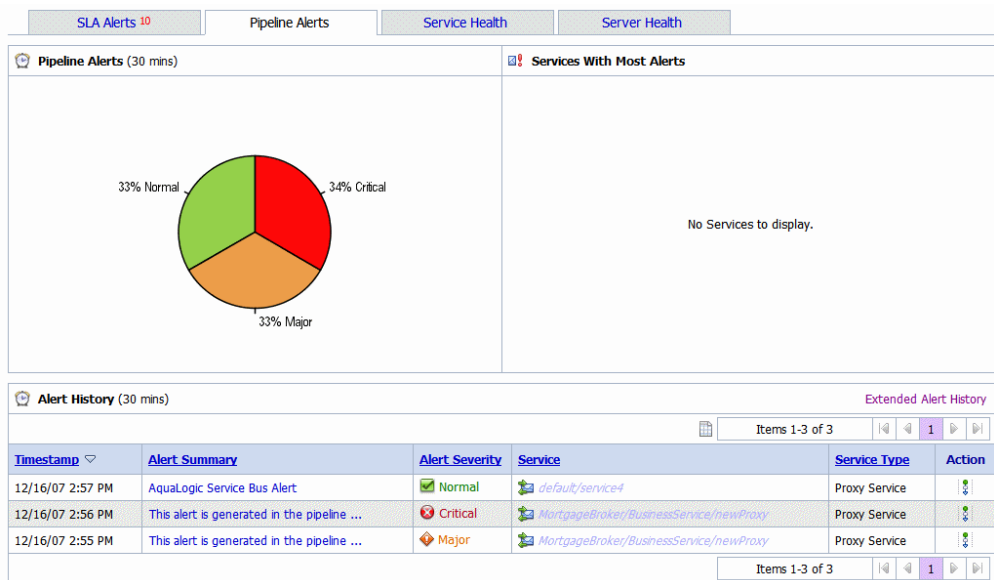 SLA Alerts 10
Pipeline Alerts
Service Health
Server Health
Pipeline Alerts (30 mins)
Services With Most Alerts
33% Normal
34% Critical
33% Major
No Services to display.
Alert History (30 mins)
Extended Alert History
Items 1-3 of 3
1
Timestamp Alert Summary Alert Severity Service Service Type Action
12/16/07 2:57 PM AquaLogic Service Bus Alert Normal default/service4 Proxy Service
12/16/07 2:56 PM This alert is generated in the pipeline ... Critical MortgageBroker/BusinessService/newProxy Proxy Service
12/16/07 2:55 PM This alert is generated in the pipeline ... Major MortgageBroker/BusinessService/newProxy Proxy Service
Items 1-3 of 3
1